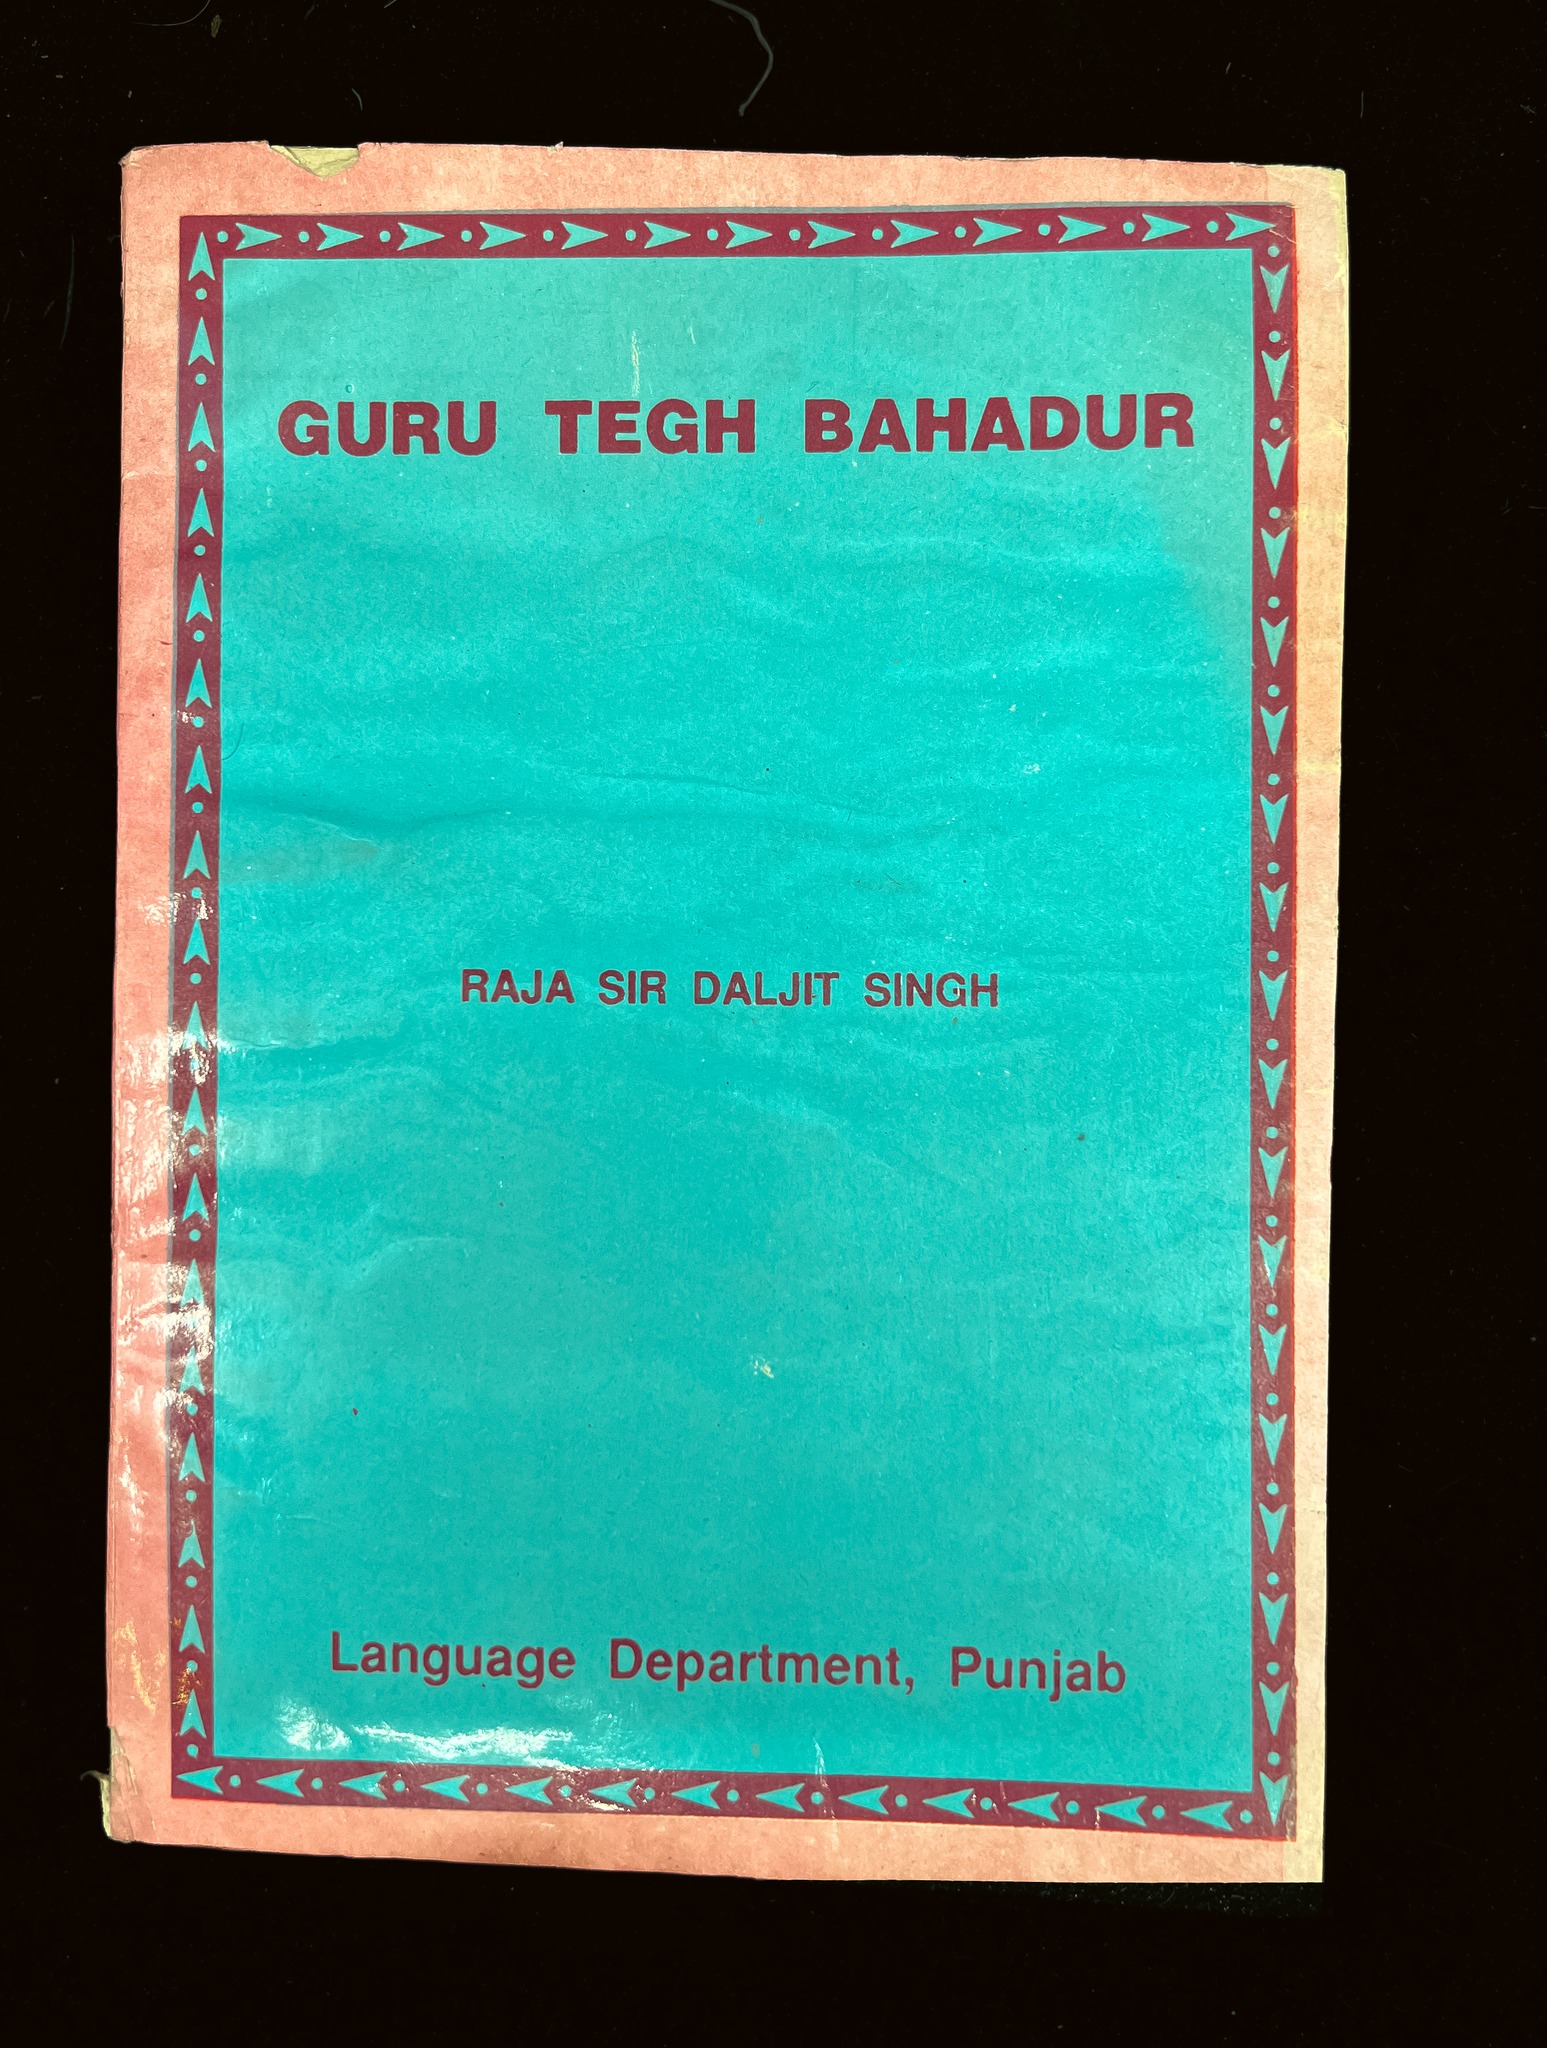 GURU TEGH BAHADUR
RAJA SIR DALJIT SINGH
Language Department, Punjab